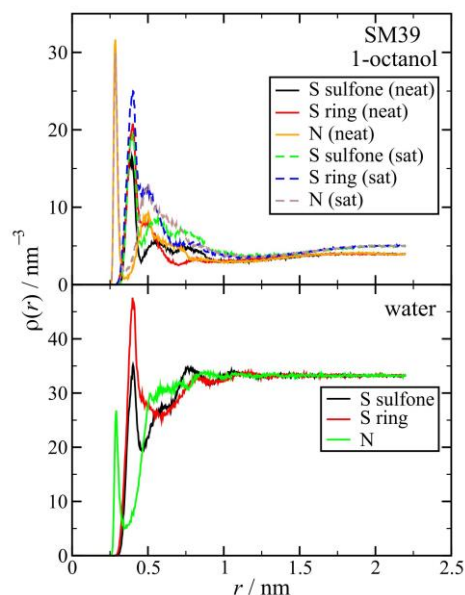 SM39
1-octanol
S sulfone (neat)
S ring (neat)
N (neat)
S sulfone (sat)
S ring (sat)
N (sat)
30
20
10
0
ρ(r) / nm⁻³
water
S sulfone
S ring
N
40
30
20
10
0
0 0.5 1 1.5 2 2.5
r / nm